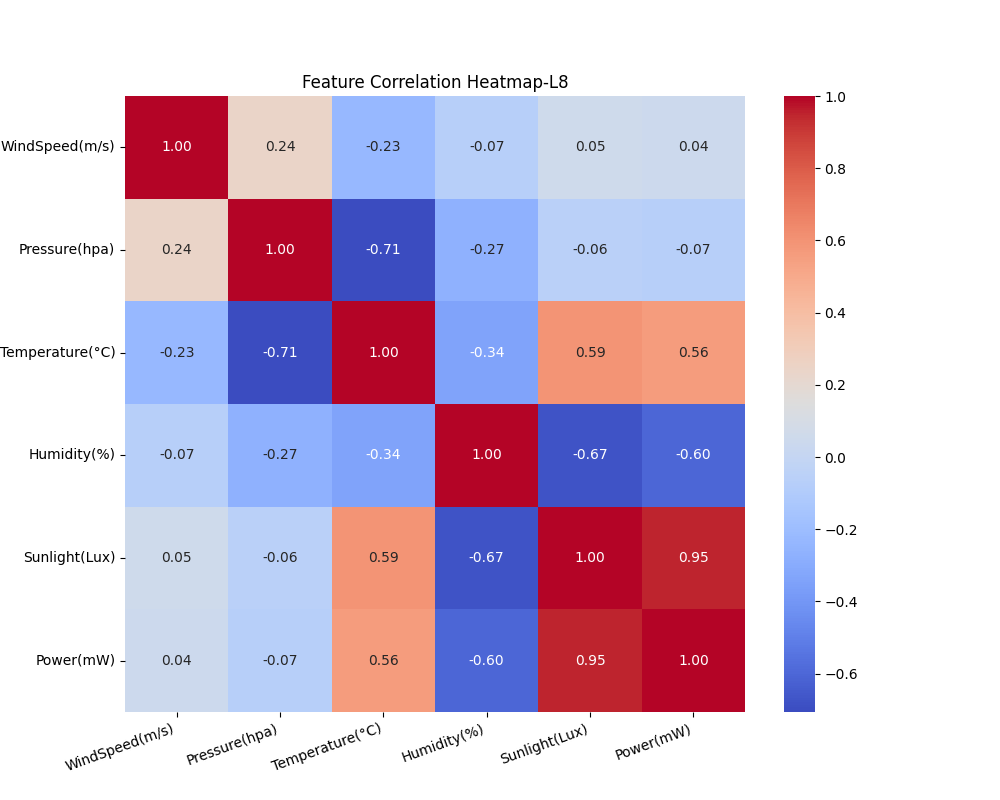 Feature Correlation Heatmap-L8
WindSpeed(m/s) 1.00 0.24 -0.23 -0.07 0.05 0.04
Pressure(hpa) 0.24 1.00 -0.71 -0.27 -0.06 -0.07
Temperature(°C) -0.23 -0.71 1.00 -0.34 0.59 0.56
Humidity(%) -0.07 -0.27 -0.34 1.00 -0.67 -0.60
Sunlight(Lux) 0.05 -0.06 0.59 -0.67 1.00 0.95
Power(mW) 0.04 -0.07 0.56 -0.60 0.95 1.00
WindSpeed(m/s) Pressure(hpa) Temperature(°C) Humidity(%) Sunlight(Lux) Power(mW)
1.0
0.8
0.6
0.4
0.2
0.0
−0.2
−0.4
−0.6